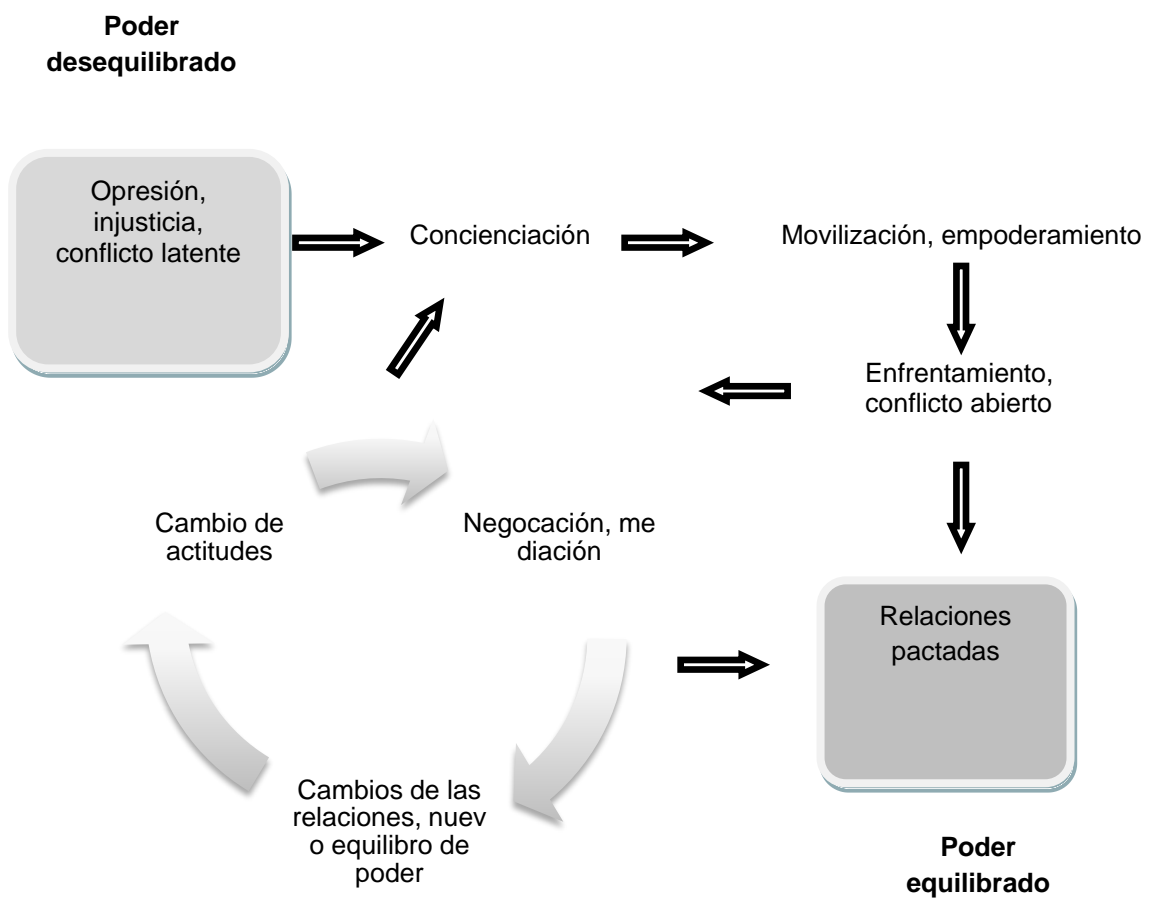 Poder
desequilibrado
Opresión,
injusticia,
conflicto latente
Concienciación
Movilización, empoderamiento
Enfrentamiento,
conflicto abierto
Cambio de
actitudes
Negocación, me
diación
Relaciones
pactadas
Cambios de las
relaciones, nuev
o equilibro de
poder
Poder
equilibrado